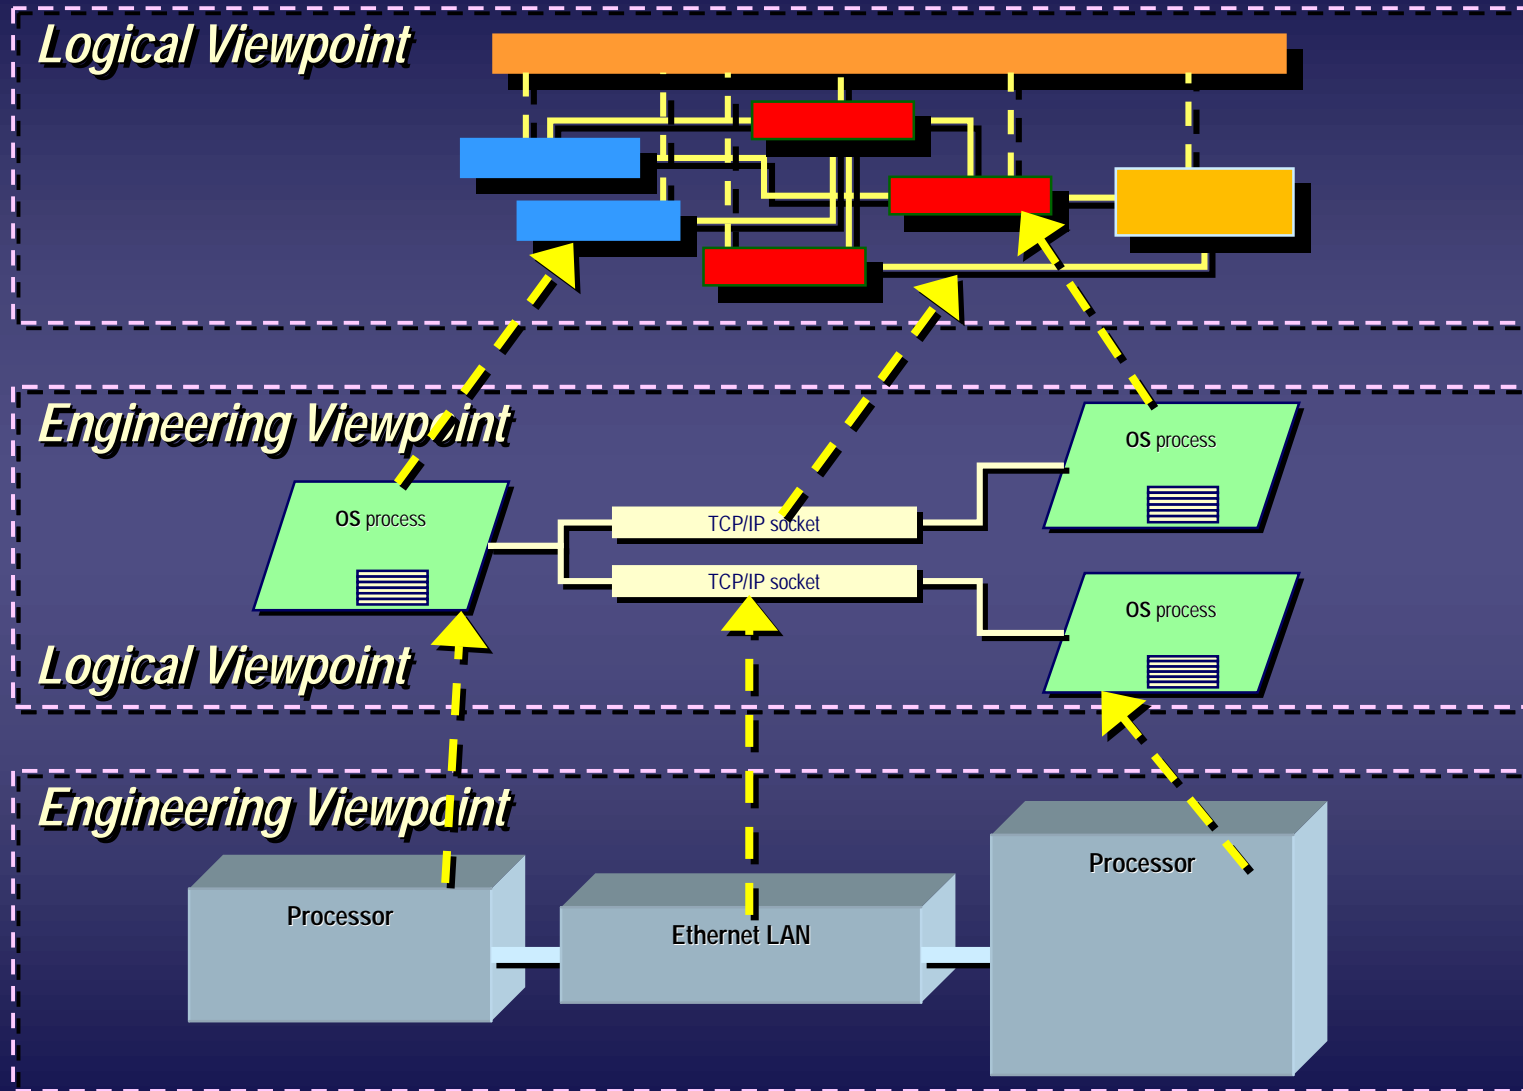 Logical Viewpoint
Engineering Viewpoint
OS process
OS process
TCP/IP socket
TCP/IP socket
OS process
Logical Viewpoint
Engineering Viewpoint
Processor
Processor
Ethernet LAN